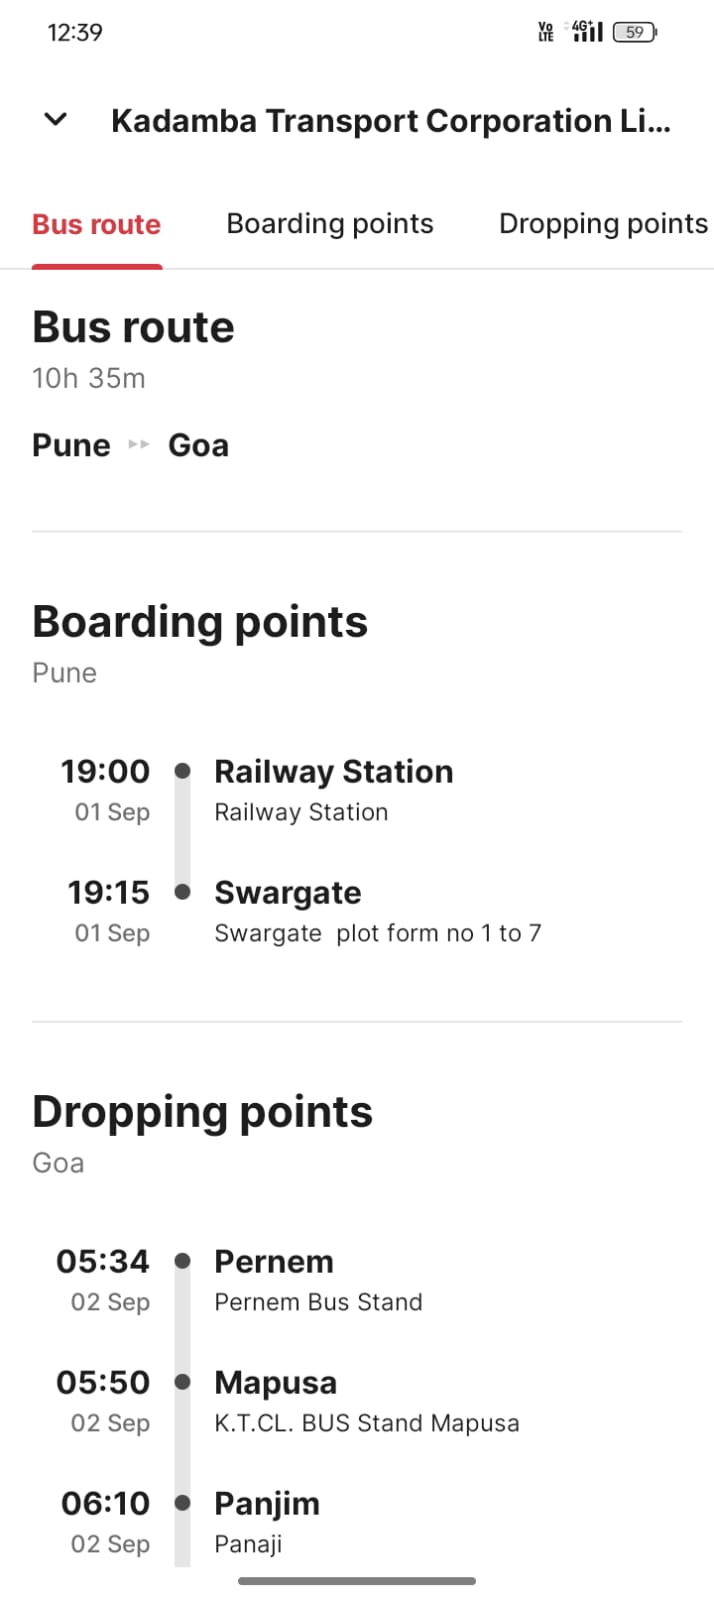 12:39
Vo LTE 4G+ 59
Kadamba Transport Corporation Li...
Bus route Boarding points Dropping points
Bus route
10h 35m
Pune Goa
Boarding points
Pune
19:00 Railway Station
01 Sep Railway Station
19:15 Swargate
01 Sep Swargate plot form no 1 to 7
Dropping points
Goa
05:34 Pernem
02 Sep Pernem Bus Stand
05:50 Mapusa
02 Sep K.T.CL. BUS Stand Mapusa
06:10 Panjim
02 Sep Panaji